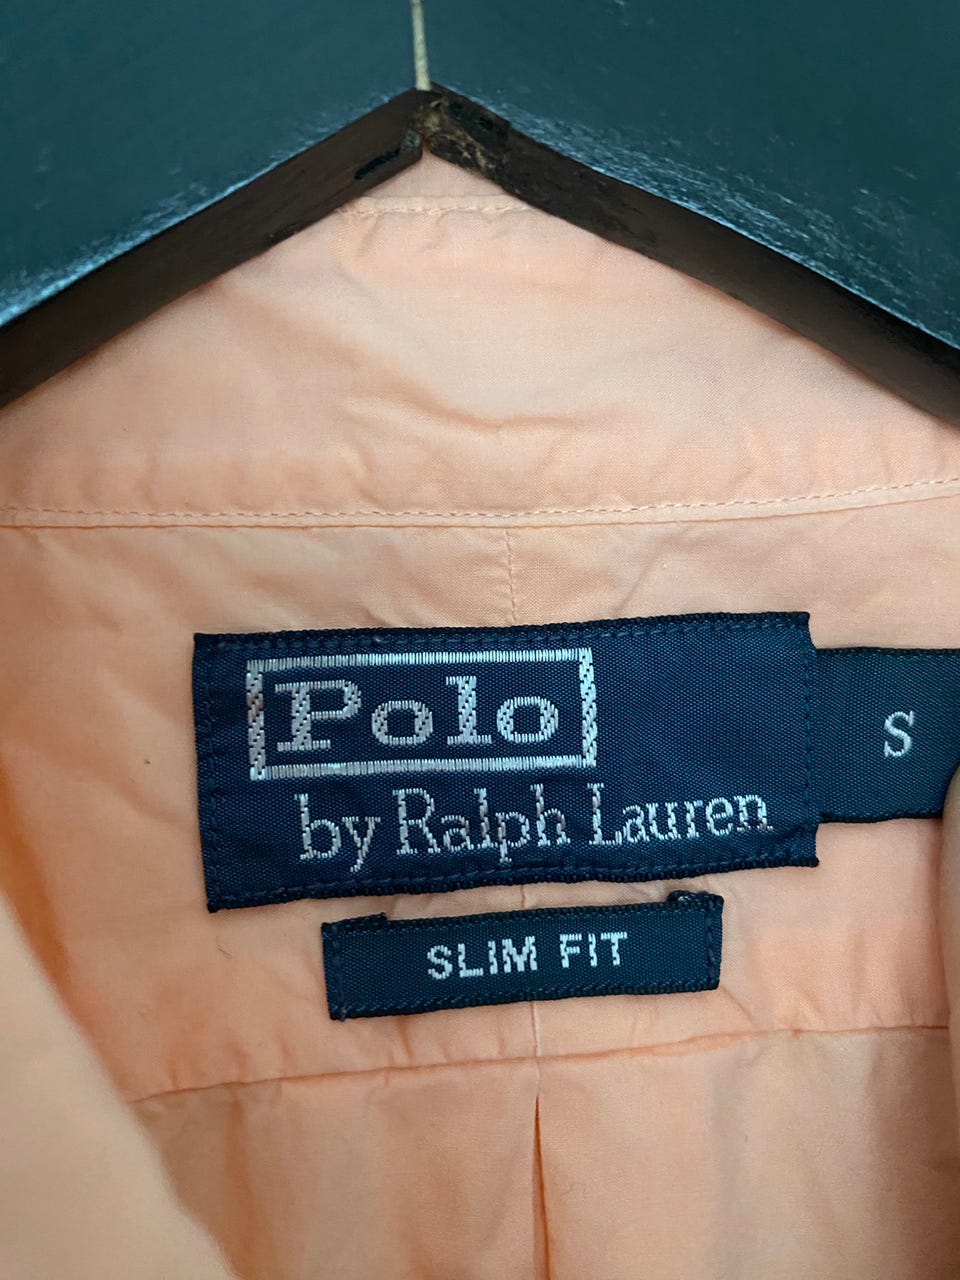 Polo
by Ralph Lauren
S
SLIM FIT